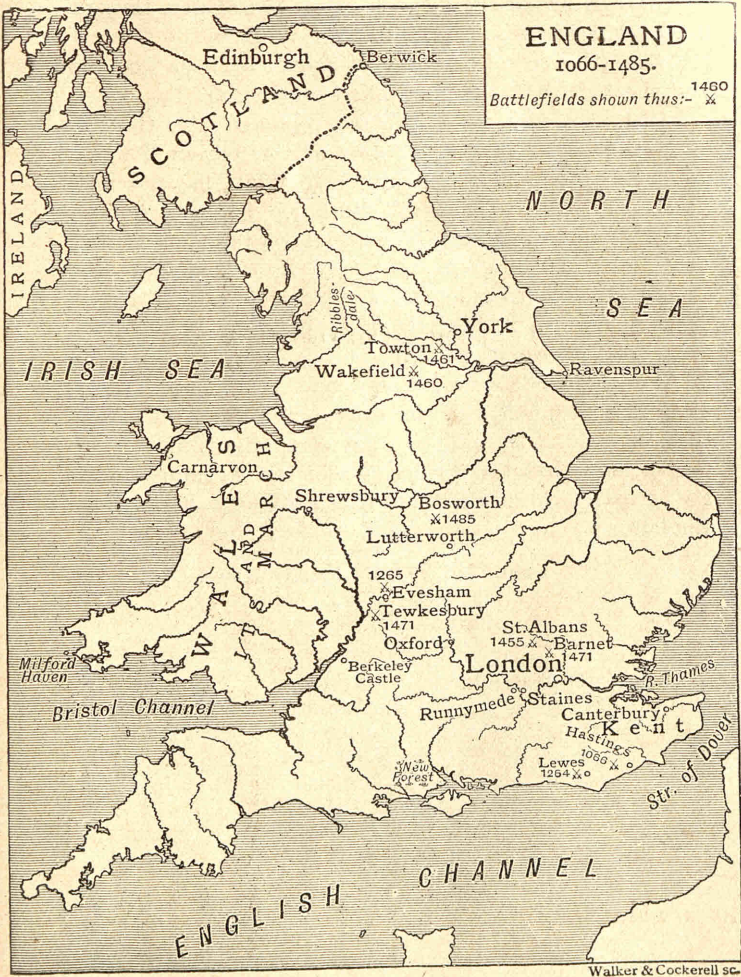 ENGLAND
1066-1485.
Battlefields shown thus:- 1460
Edinburgh
Berwick
SCOTLAND
IRELAND
NORTH
SEA
Ribbles-
dale
York
Towton
1461
Wakefield
1460
Ravenspur
IRISH SEA
Carnarvon
WALES
AND
ITS
MARCH
Shrewsbury
Bosworth
1485
Lutterworth
1265
Evesham
Tewkesbury
1471
St. Albans
1455
Barnet
1471
Oxford
London
Milford
Haven
Berkeley
Castle
R. Thames
Bristol Channel
Runnymede
Staines
Canterbury
Kent
Hastings
1066
New
Forest
Lewes
1264
Str. of Dover
ENGLISH CHANNEL
Walker & Cockerell sc.